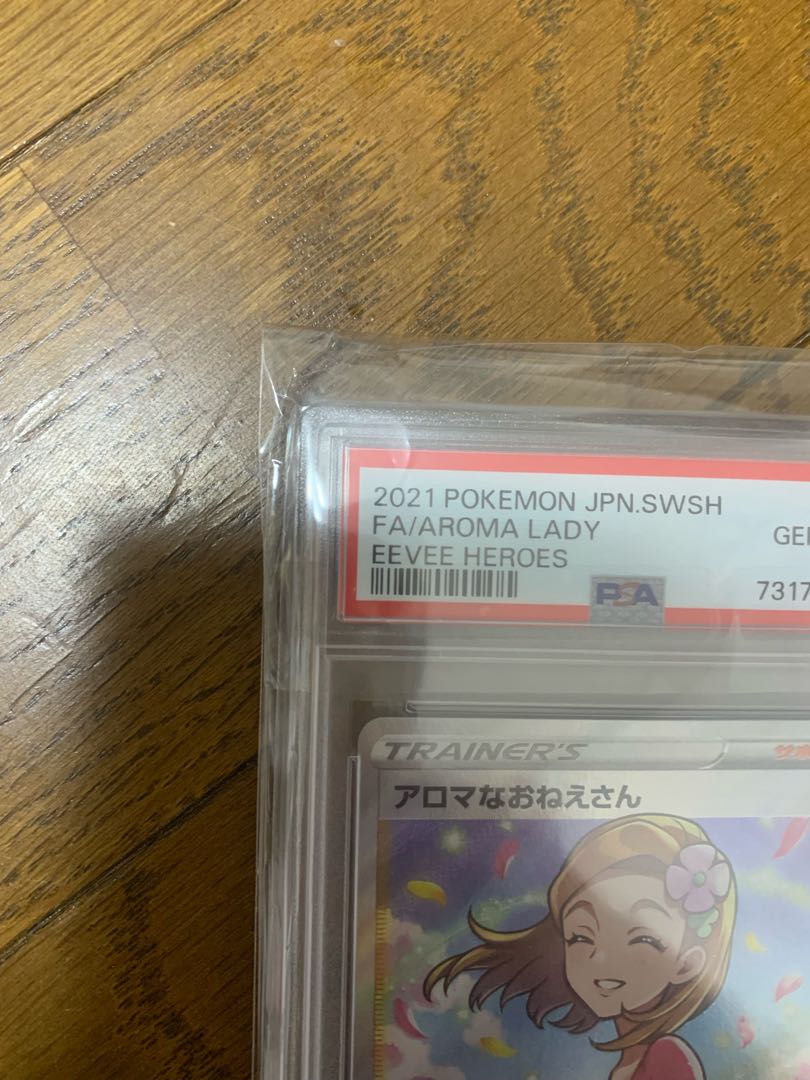 2021 POKEMON JPN.SWSH
FA/AROMA LADY
EEVEE HEROES
PSA
7317
TRAINER'S
アロマなおねえさん